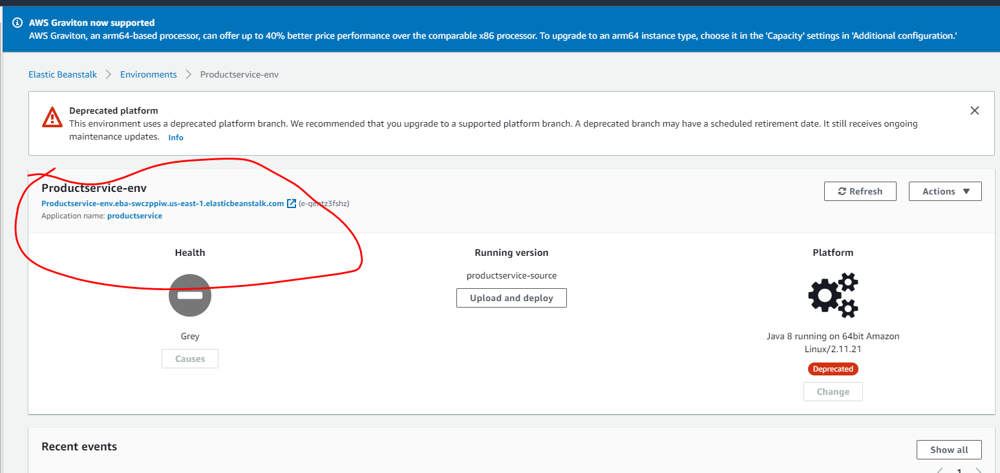 AWS Graviton now supported
AWS Graviton, an arm64-based processor, can offer up to 40% better price performance over the comparable x86 processor. To upgrade to an arm64 instance type, choose it in the 'Capacity' settings in 'Additional configuration.'
Elastic Beanstalk > Environments > Productservice-env
Deprecated platform
This environment uses a deprecated platform branch. We recommended that you upgrade to a supported platform branch. A deprecated branch may have a scheduled retirement date. It still receives ongoing
maintenance updates. Info
Productservice-env
Refresh
Actions
Productservice-env.eba-swczppiw.us-east-1.elasticbeanstalk.com
Application name: productservice
Health
Grey
Causes
Running version
productservice-source
Upload and deploy
Platform
Java 8 running on 64bit Amazon
Linux/2.11.21
Deprecated
Change
Recent events
Show all
1